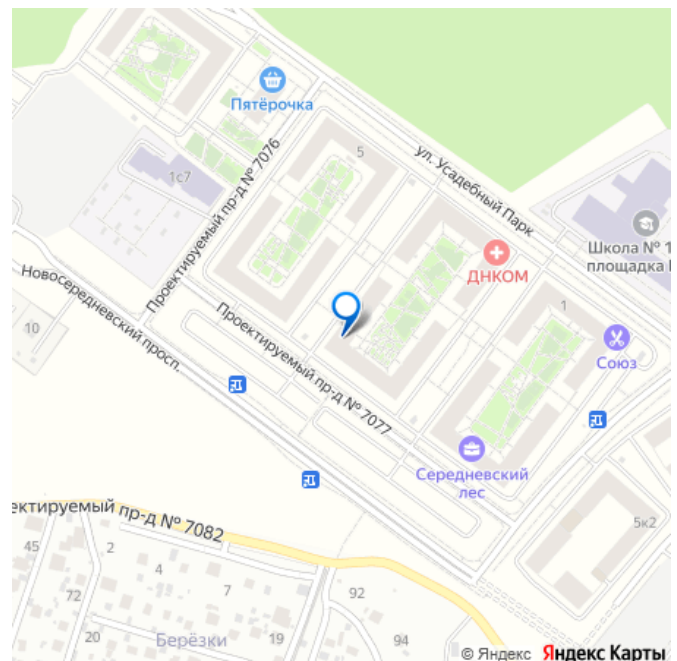 Пятёрочка
5
ул. Усадебный Парк
1с7
Проектируемый пр-д № 7076
Школа № 1
площадка
ДНКОМ
Новосередневский просп.
10
1
Союз
Проектируемый пр-д № 7077
Середневский
лес
ектируемый пр-д № 7082
5к2
45
2
4
7
72
92
20
Берёзки
19
94
© Яндекс Яндекс Карты